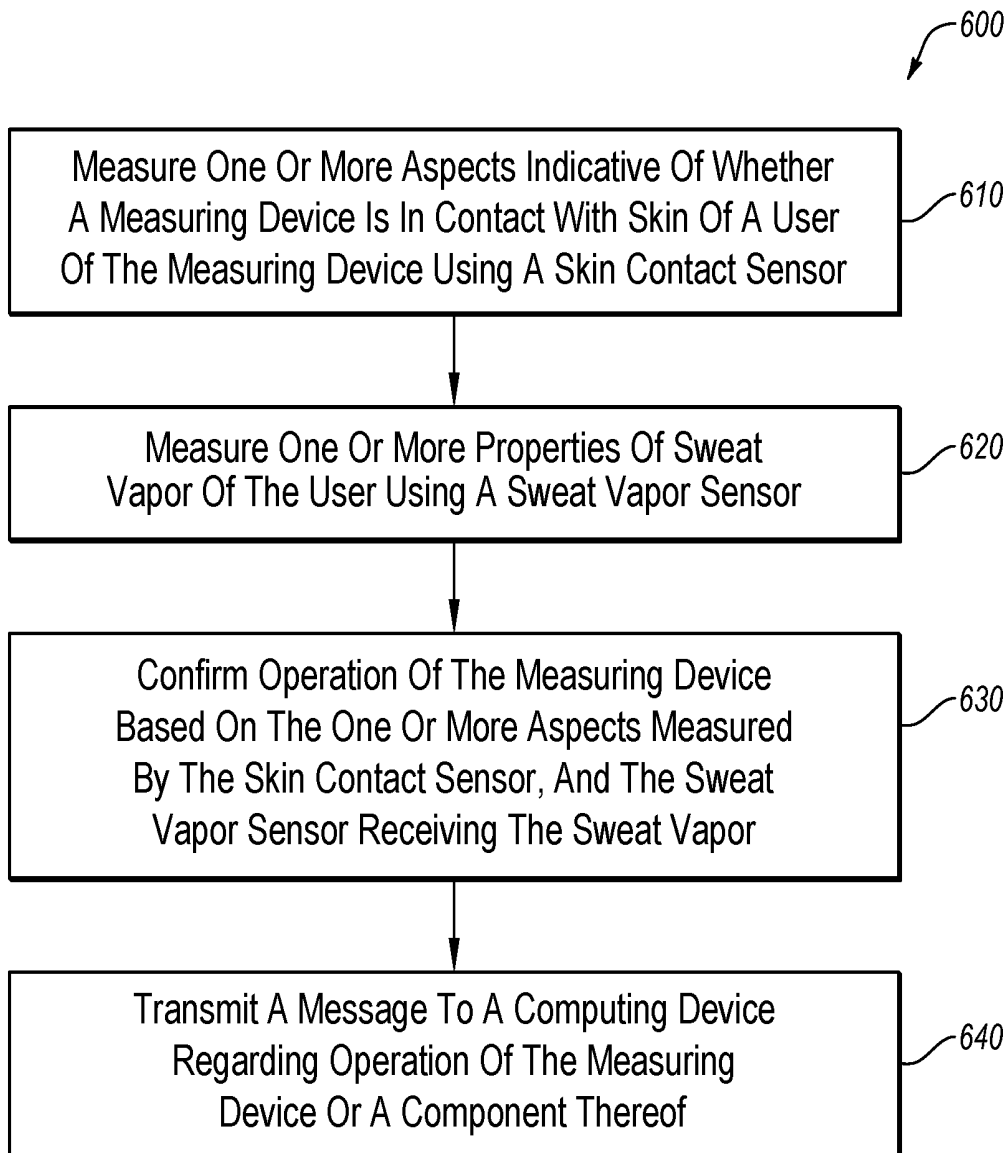 600
Measure One Or More Aspects Indicative Of Whether
A Measuring Device Is In Contact With Skin Of A User
Of The Measuring Device Using A Skin Contact Sensor
610
Measure One Or More Properties Of Sweat
Vapor Of The User Using A Sweat Vapor Sensor
620
Confirm Operation Of The Measuring Device
Based On The One Or More Aspects Measured
By The Skin Contact Sensor, And The Sweat
Vapor Sensor Receiving The Sweat Vapor
630
Transmit A Message To A Computing Device
Regarding Operation Of The Measuring
Device Or A Component Thereof
640